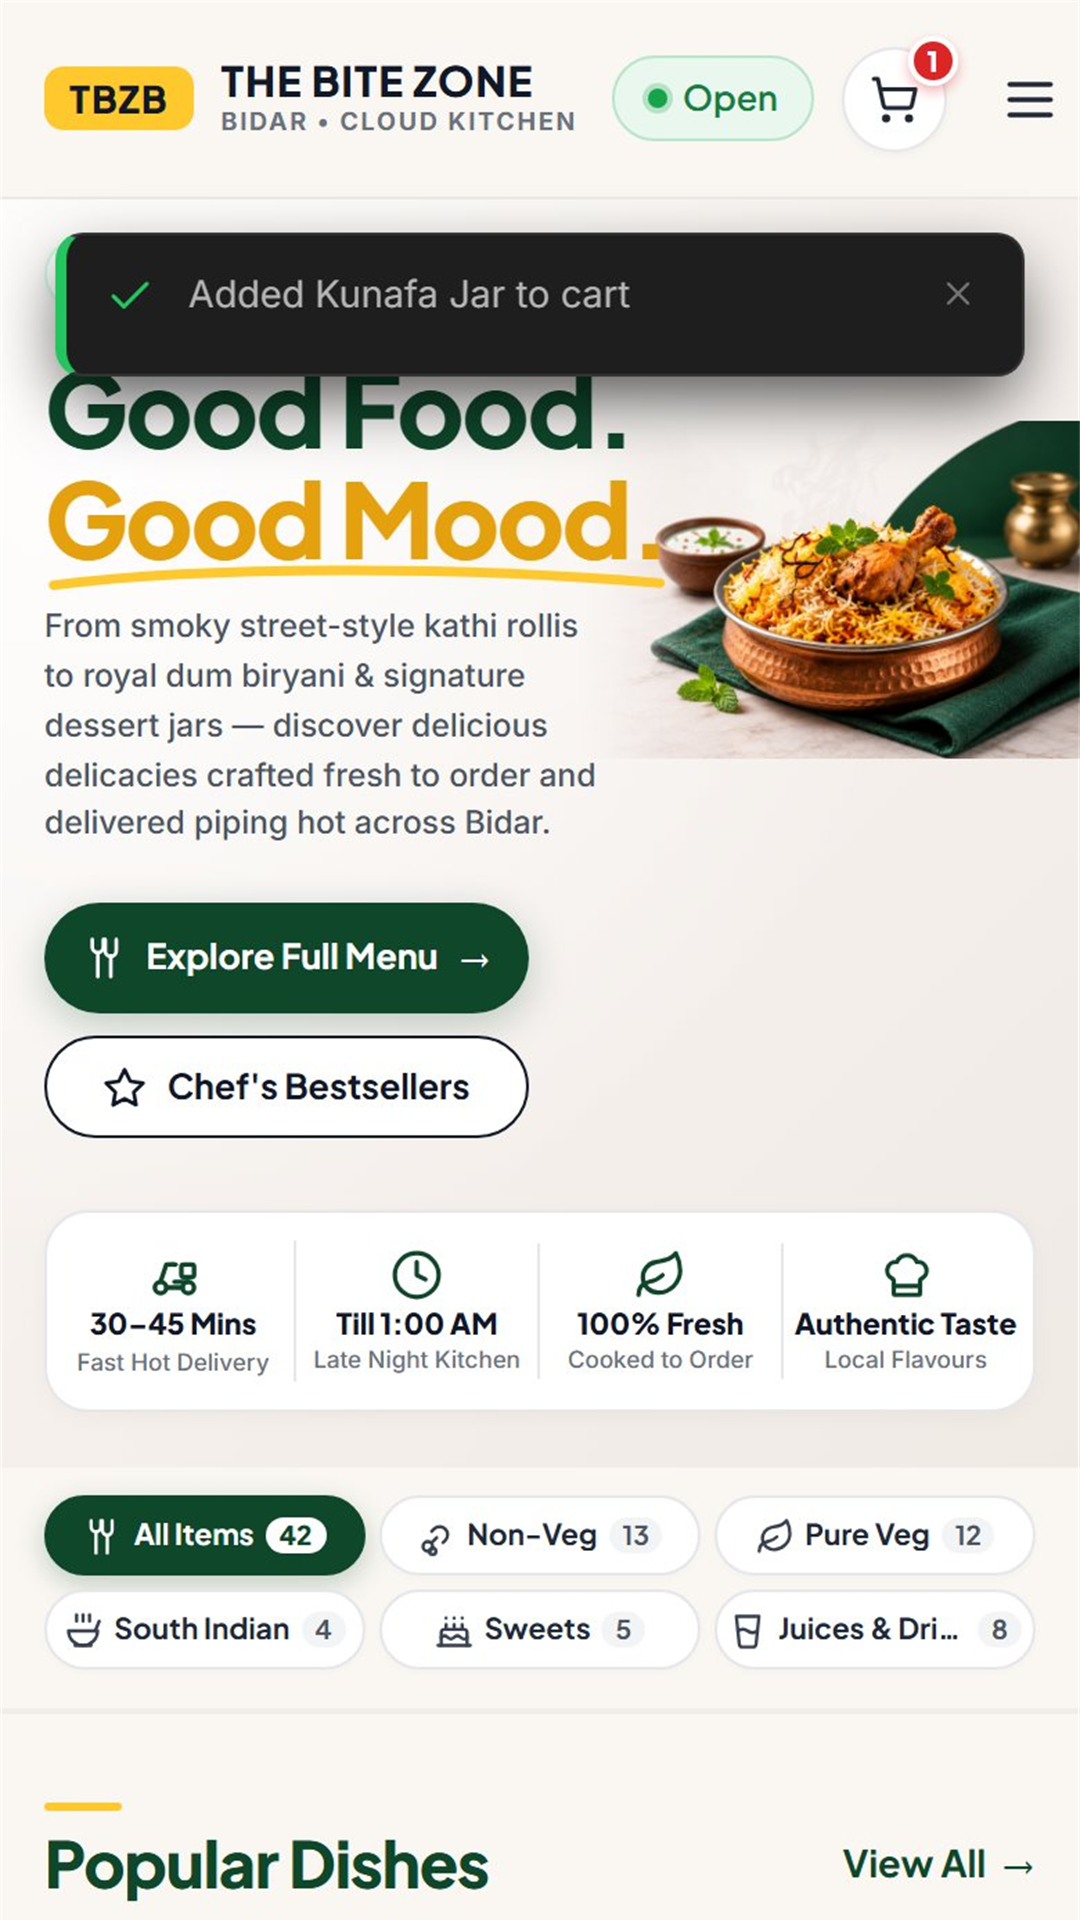 TBZB
THE BITE ZONE
BIDAR • CLOUD KITCHEN
Open
1
Added Kunafa Jar to cart
Good Food.
Good Mood.
From smoky street-style kathi rollis
to royal dum biryani & signature
dessert jars — discover delicious
delicacies crafted fresh to order and
delivered piping hot across Bidar.
Explore Full Menu →
Chef's Bestsellers
30–45 Mins
Fast Hot Delivery
Till 1:00 AM
Late Night Kitchen
100% Fresh
Cooked to Order
Authentic Taste
Local Flavours
All Items 42
Non-Veg 13
Pure Veg 12
South Indian 4
Sweets 5
Juices & Dri... 8
Popular Dishes
View All →